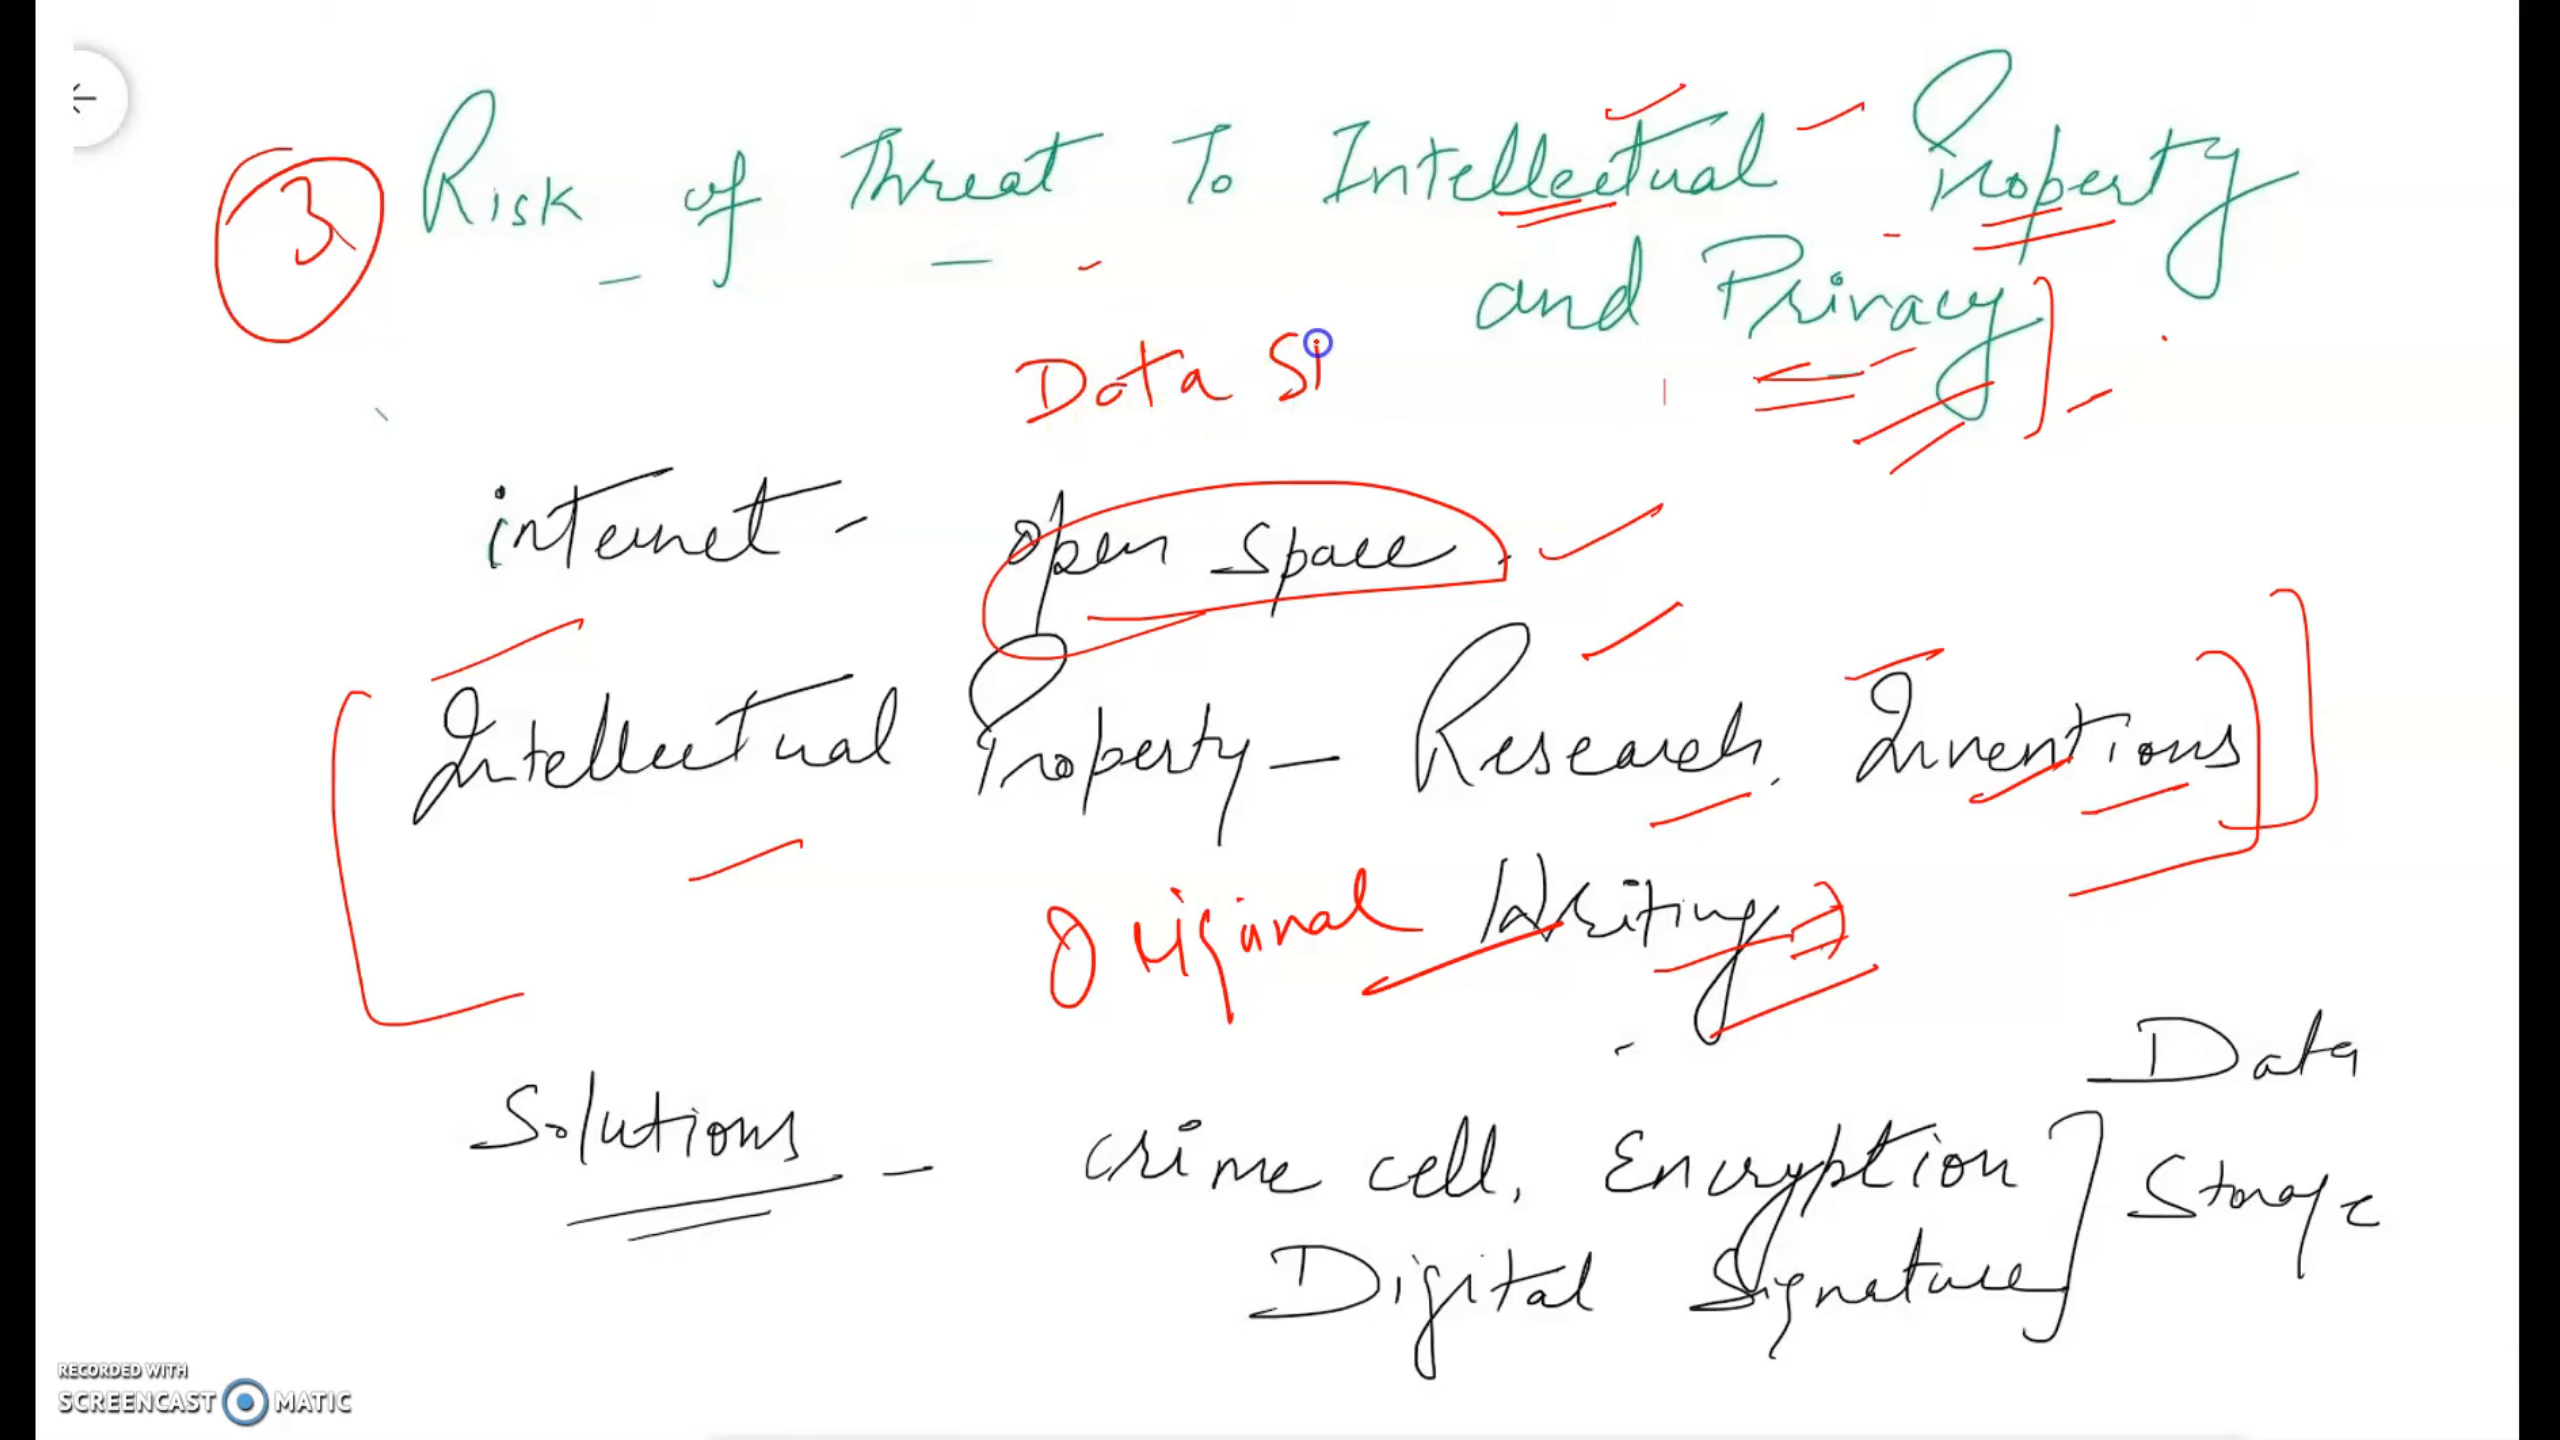 3 Risk of Threat To Intellectual Property
and Privacy
Data Si
internet - open space.
Intellectual Property - Research, Inventions
Original Writing
Solutions - crime cell, Encryption
Digital Signature
Data
Storage
RECORDED WITH
SCREENCAST MATIC